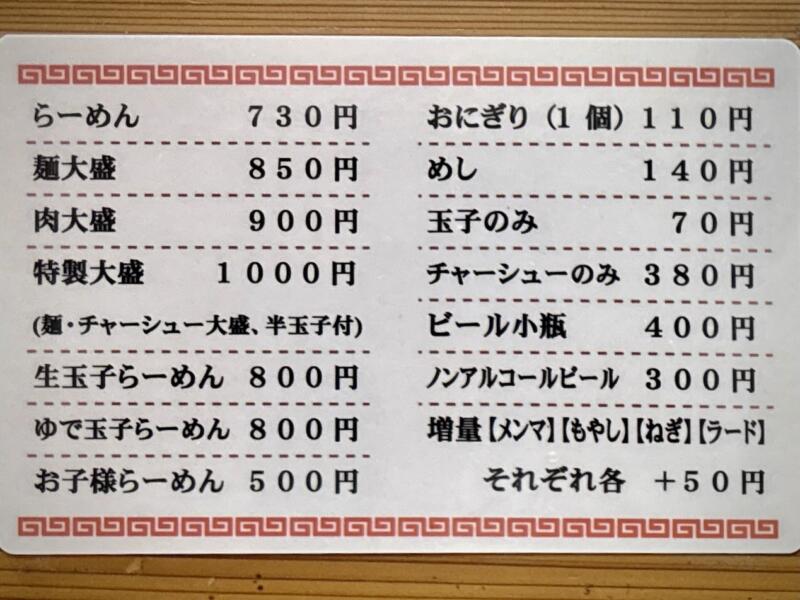 らーめん 730円
麺大盛 850円
肉大盛 900円
特製大盛 1000円
(麺・チャーシュー大盛、半玉子付)
生玉子らーめん 800円
ゆで玉子らーめん 800円
お子様らーめん 500円
おにぎり(1個) 110円
めし 140円
玉子のみ 70円
チャーシューのみ 380円
ビール小瓶 400円
ノンアルコールビール 300円
増量【メンマ】【もやし】【ねぎ】【ラード】
それぞれ各 +50円